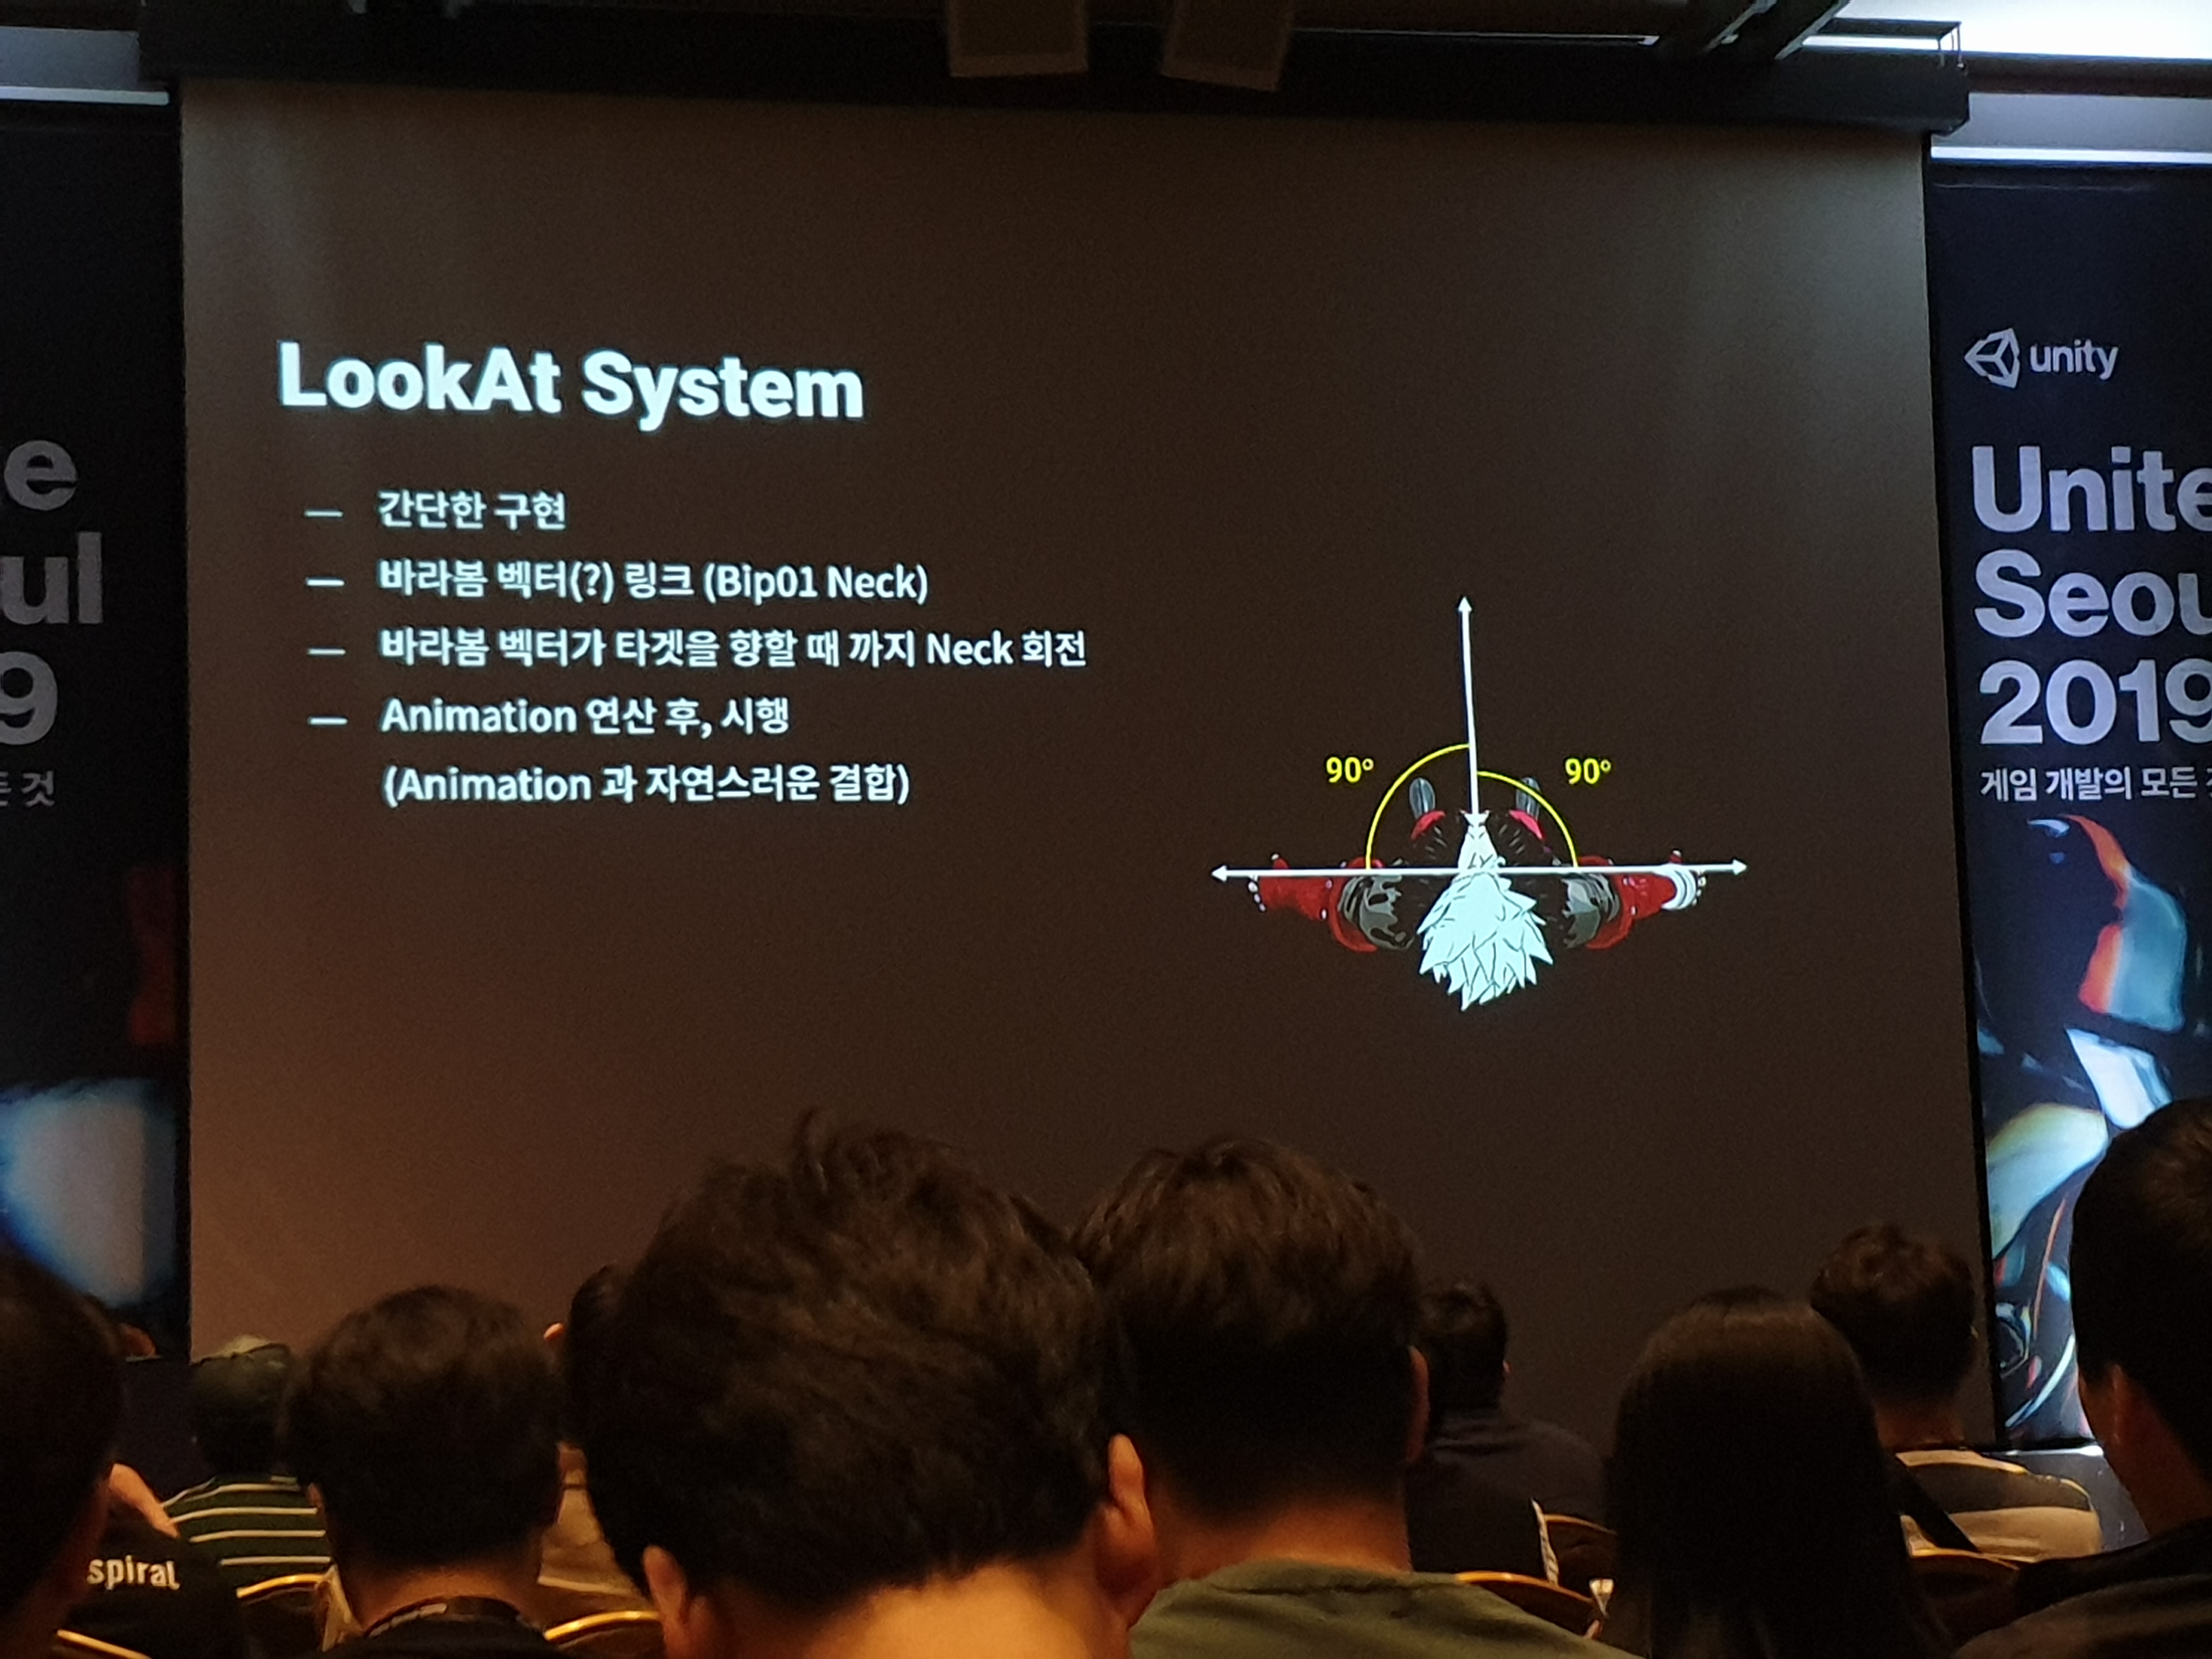 LookAt System
— 간단한 구현
— 바라봄 벡터(?) 링크 (Bip01 Neck)
— 바라봄 벡터가 타겟을 향할 때 까지 Neck 회전
— Animation 연산 후, 시행
(Animation 과 자연스러운 결합)
90°
90°
unity
Unite
Seou
2019
게임 개발의 모든
e
ul
9
든 것
spiral